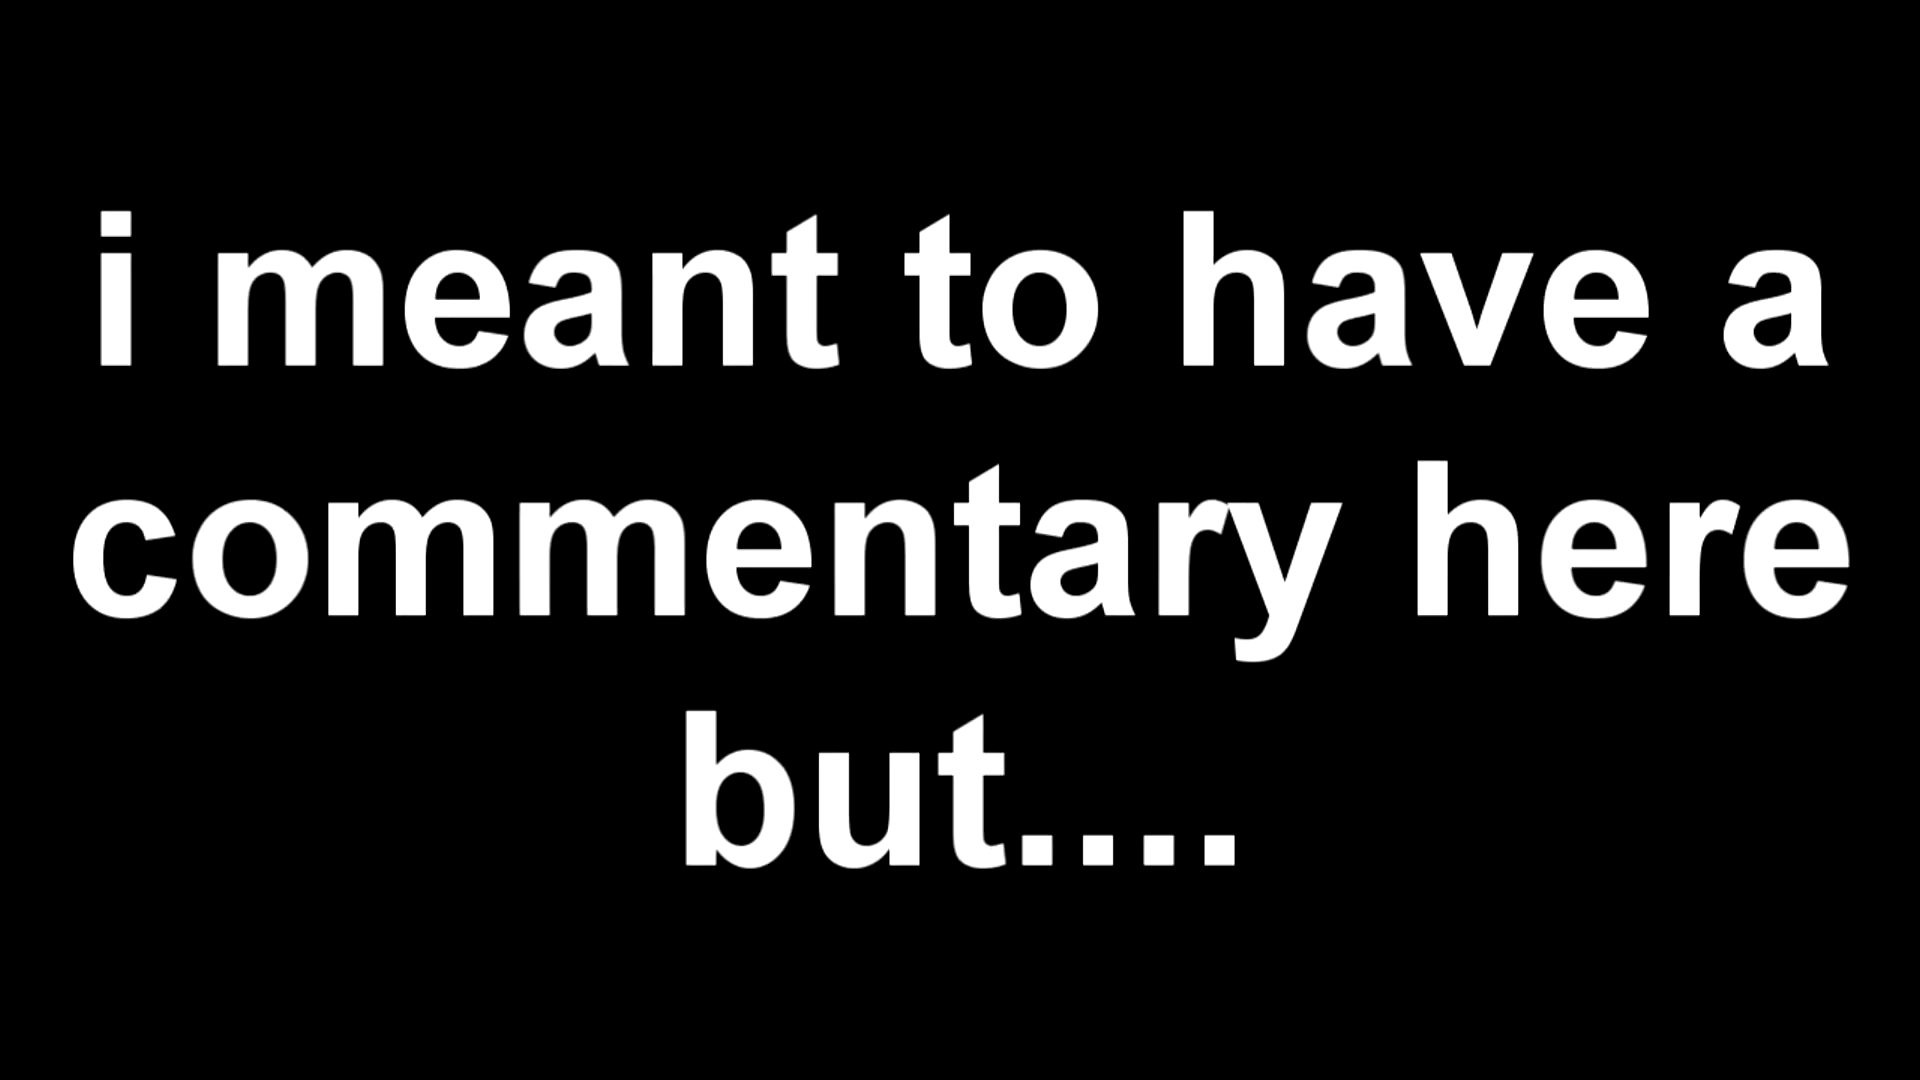 i meant to have a
commentary here
but....